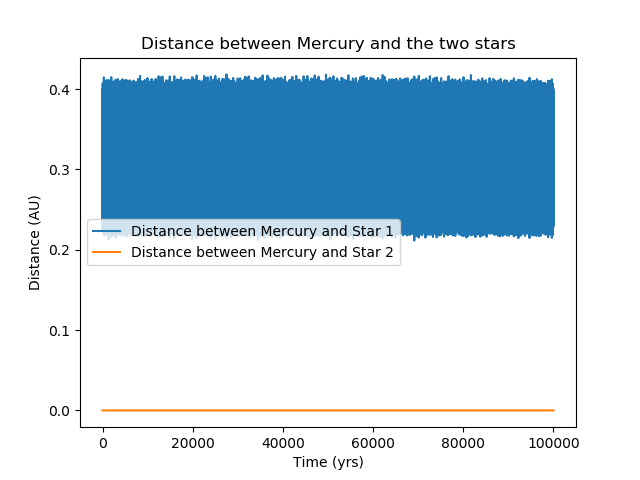 Distance between Mercury and the two stars
0.4
0.3
0.2
0.1
0.0
Distance (AU)
Distance between Mercury and Star 1
Distance between Mercury and Star 2
0 20000 40000 60000 80000 100000
Time (yrs)